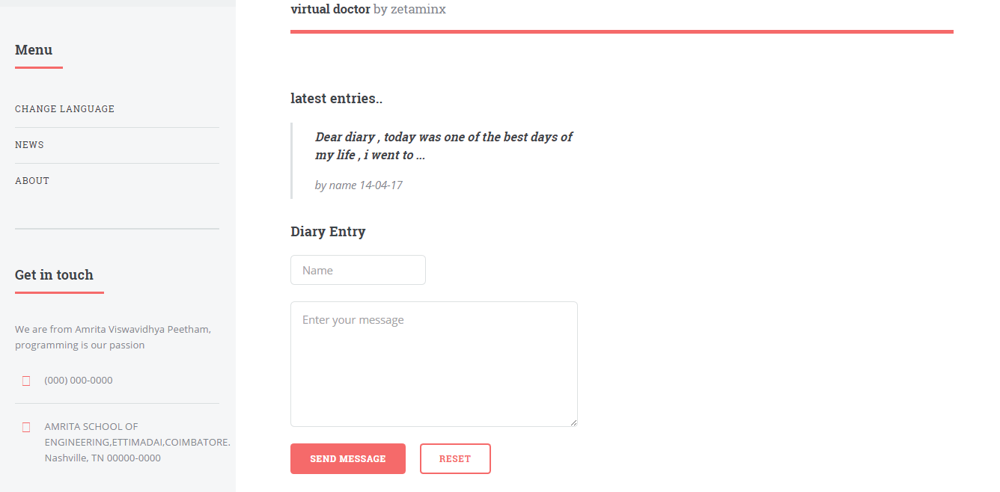 virtual doctor by zetaminx
Menu
CHANGE LANGUAGE
NEWS
ABOUT
Get in touch
We are from Amrita Viswavidhya Peetham,
programming is our passion
(000) 000-0000
AMRITA SCHOOL OF
ENGINEERING,ETTIMADAI,COIMBATORE.
Nashville, TN 00000-0000
latest entries..
Dear diary , today was one of the best days of
my life , i went to ...
by name 14-04-17
Diary Entry
Name
Enter your message
SEND MESSAGE
RESET